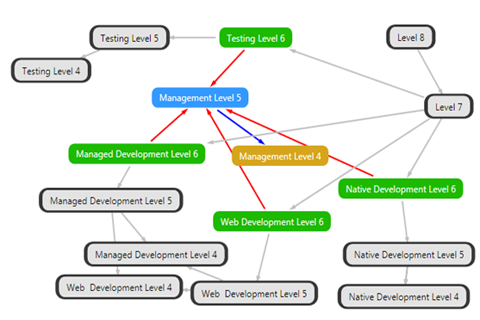 Testing Level 5
Testing Level 6
Level 8
Testing Level 4
Management Level 5
Level 7
Managed Development Level 6
Management Level 4
Native Development Level 6
Managed Development Level 5
Web Development Level 6
Managed Development Level 4
Native Development Level 5
Web  Development Level 4
Web  Development Level 5
Native Development Level 4